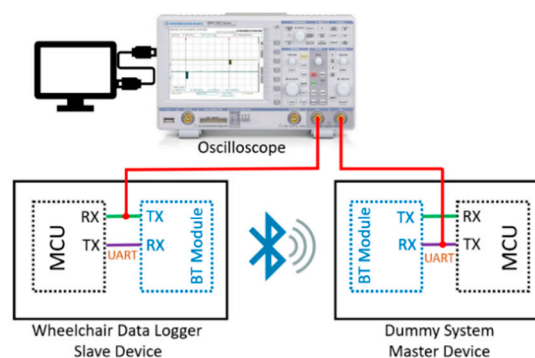 Oscilloscope
MCU
RX
TX
TX
RX
UART
BT Module
BT Module
TX
RX
RX
TX
UART
MCU
Wheelchair Data Logger
Slave Device
Dummy System
Master Device